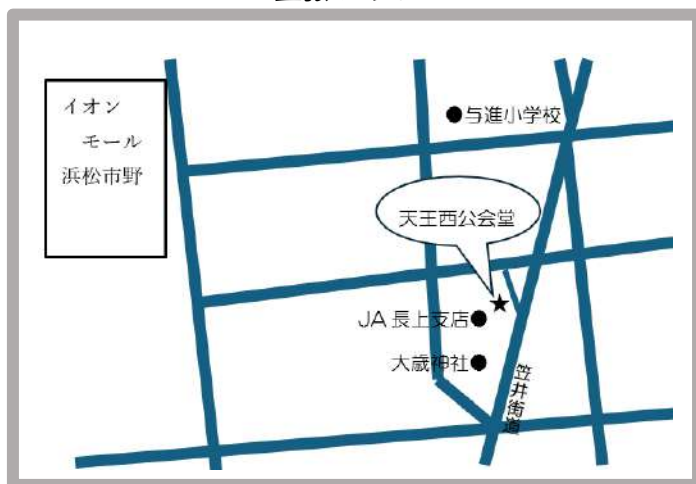 イオン
モール
浜松市野
●与進小学校
天王西公会堂
★
JA 長上支店●
大歳神社●
笠井街道